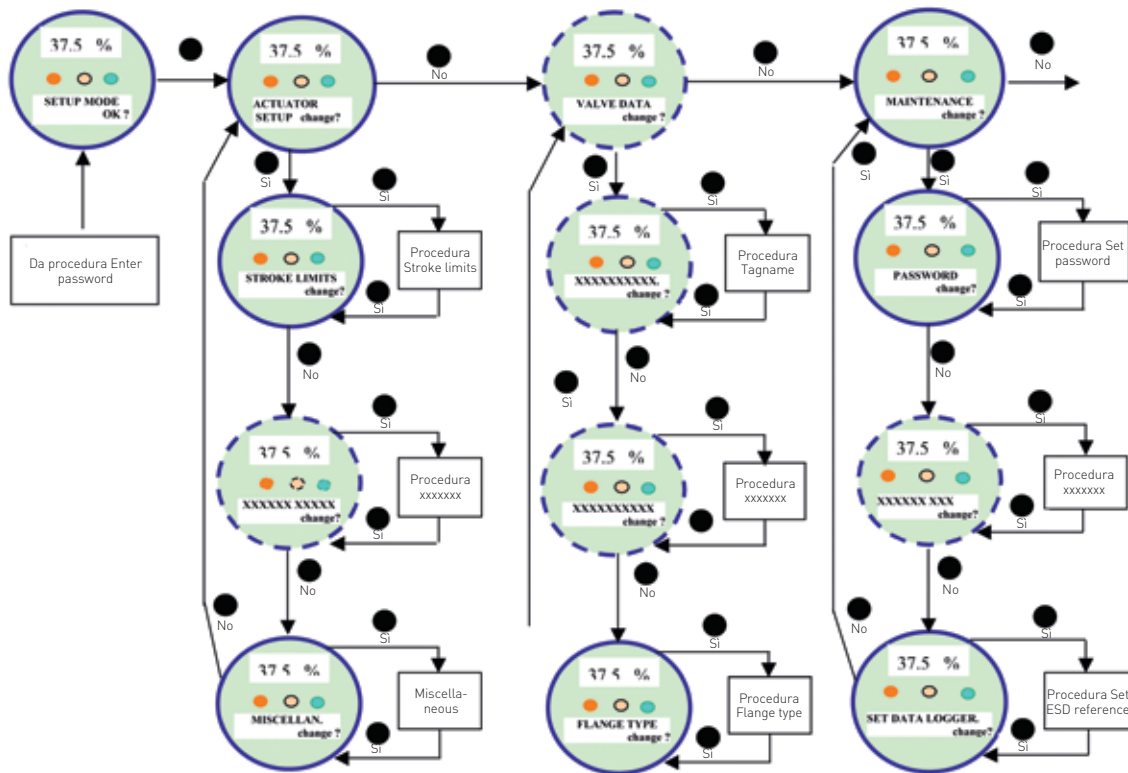 37.5 %
SETUP MODE
OK ?
Da procedura Enter
password
37.5 %
ACTUATOR
SETUP change?
No
Sì
37.5 %
STROKE LIMITS
change?
Sì
Procedura
Stroke limits
Sì
No
37.5 %
XXXXXX XXXXX
change?
Sì
Procedura
xxxxxxx
Sì
No
37.5 %
MISCELLAN.
change ?
Sì
Miscella-
neous
Sì
No
37.5 %
VALVE DATA
change ?
No
Sì
37.5 %
XXXXXXXXXX.
change ?
Sì
Procedura
Tagname
Sì
No
Sì
37.5 %
XXXXXXXXXX
change ?
Sì
Procedura
xxxxxxx
Sì
No
37.5 %
FLANGE TYPE
change ?
Sì
Procedura
Flange type
Sì
37.5 %
MAINTENANCE
change ?
No
Sì
Sì
37.5 %
PASSWORD
change?
Sì
Procedura Set
password
Sì
No
37.5 %
XXXXXX XXX
change?
Sì
Procedura
xxxxxxx
Sì
No
No
37.5 %
SET DATA LOGGER.
change ?
Sì
Procedura Set
ESD reference
Sì